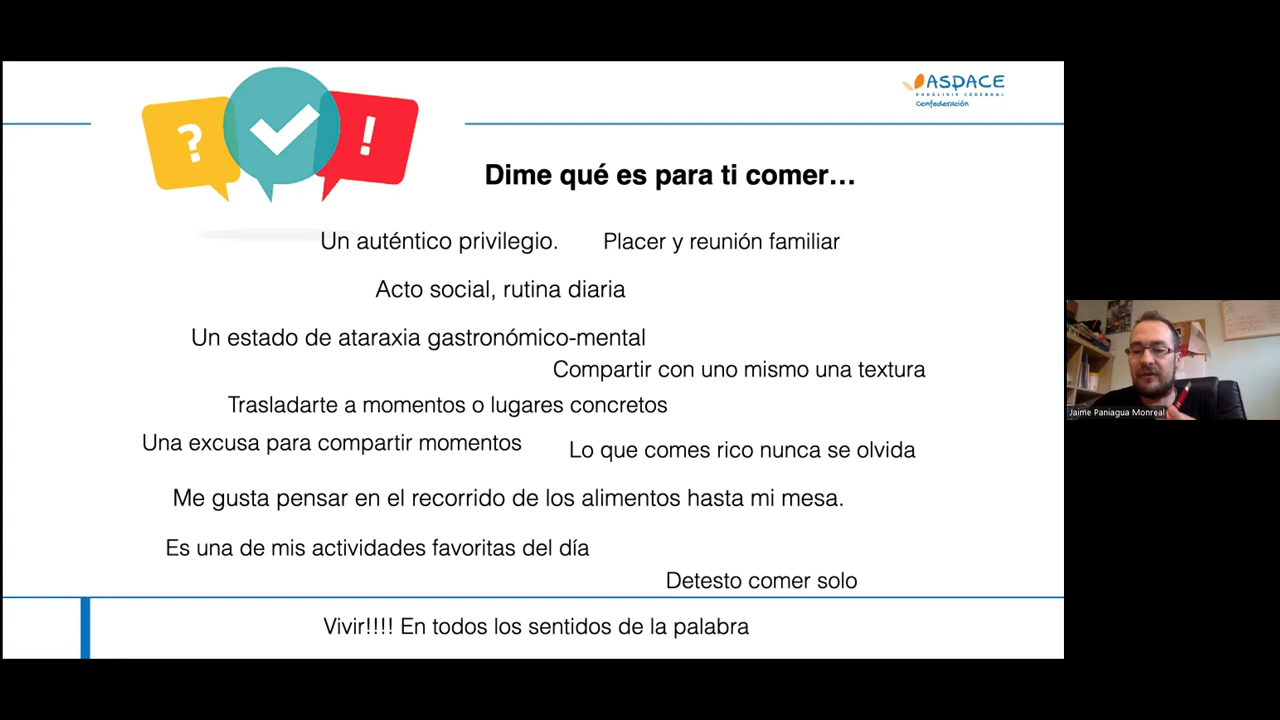 ASPACE
PARÁLISIS CEREBRAL
Confederación
?
!
Dime qué es para ti comer…
Un auténtico privilegio.
Placer y reunión familiar
Acto social, rutina diaria
Un estado de ataraxia gastronómico-mental
Compartir con uno mismo una textura
Trasladarte a momentos o lugares concretos
Una excusa para compartir momentos
Lo que comes rico nunca se olvida
Me gusta pensar en el recorrido de los alimentos hasta mi mesa.
Es una de mis actividades favoritas del día
Detesto comer solo
Vivir!!!! En todos los sentidos de la palabra
Jaime Paniagua Monreal